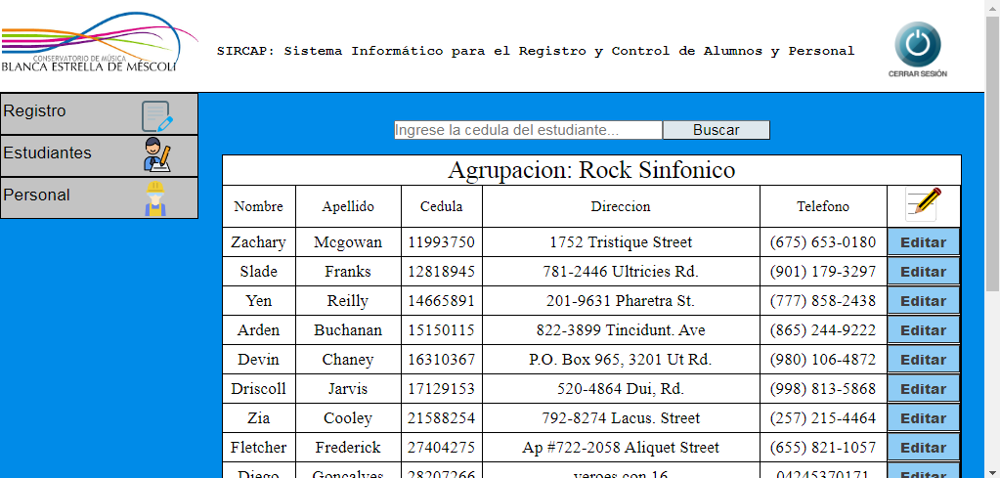 CONSERVATORIO DE MÚSICA
BLANCA ESTRELLA DE MÉSCOLI
SIRCAP: Sistema Informático para el Registro y Control de Alumnos y Personal
CERRAR SESIÓN
Registro
Estudiantes
Personal
Ingrese la cedula del estudiante... Buscar
Agrupacion: Rock Sinfonico
Nombre Apellido Cedula Direccion Telefono
Zachary Mcgowan 11993750 1752 Tristique Street (675) 653-0180 Editar
Slade Franks 12818945 781-2446 Ultricies Rd. (901) 179-3297 Editar
Yen Reilly 14665891 201-9631 Pharetra St. (777) 858-2438 Editar
Arden Buchanan 15150115 822-3899 Tincidunt. Ave (865) 244-9222 Editar
Devin Chaney 16310367 P.O. Box 965, 3201 Ut Rd. (980) 106-4872 Editar
Driscoll Jarvis 17129153 520-4864 Dui, Rd. (998) 813-5868 Editar
Zia Cooley 21588254 792-8274 Lacus. Street (257) 215-4464 Editar
Fletcher Frederick 27404275 Ap #722-2058 Aliquet Street (655) 821-1057 Editar
Diego Goncalves 28207266 veroes con 16 04245370171 Editar